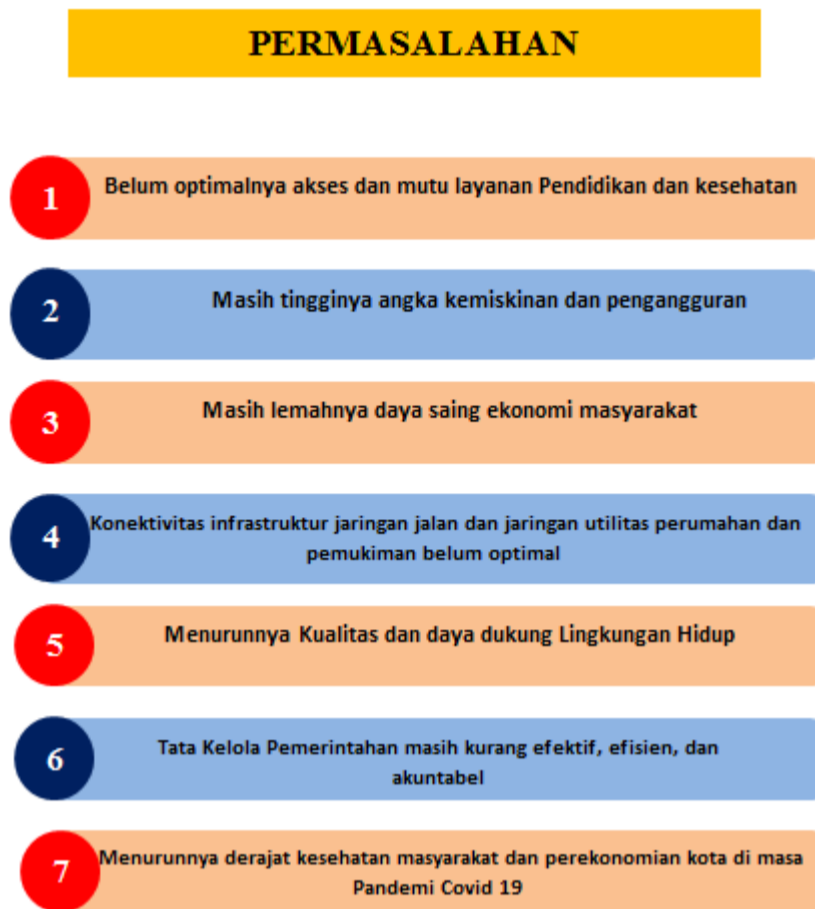 PERMASALAHAN
1
Belum optimalnya akses dan mutu layanan Pendidikan dan kesehatan
2
Masih tingginya angka kemiskinan dan pengangguran
3
Masih lemahnya daya saing ekonomi masyarakat
4
Konektivitas infrastruktur jaringan jalan dan jaringan utilitas perumahan dan
pemukiman belum optimal
5
Menurunnya Kualitas dan daya dukung Lingkungan Hidup
6
Tata Kelola Pemerintahan masih kurang efektif, efisien, dan
akuntabel
7
Menurunnya derajat kesehatan masyarakat dan perekonomian kota di masa
Pandemi Covid 19